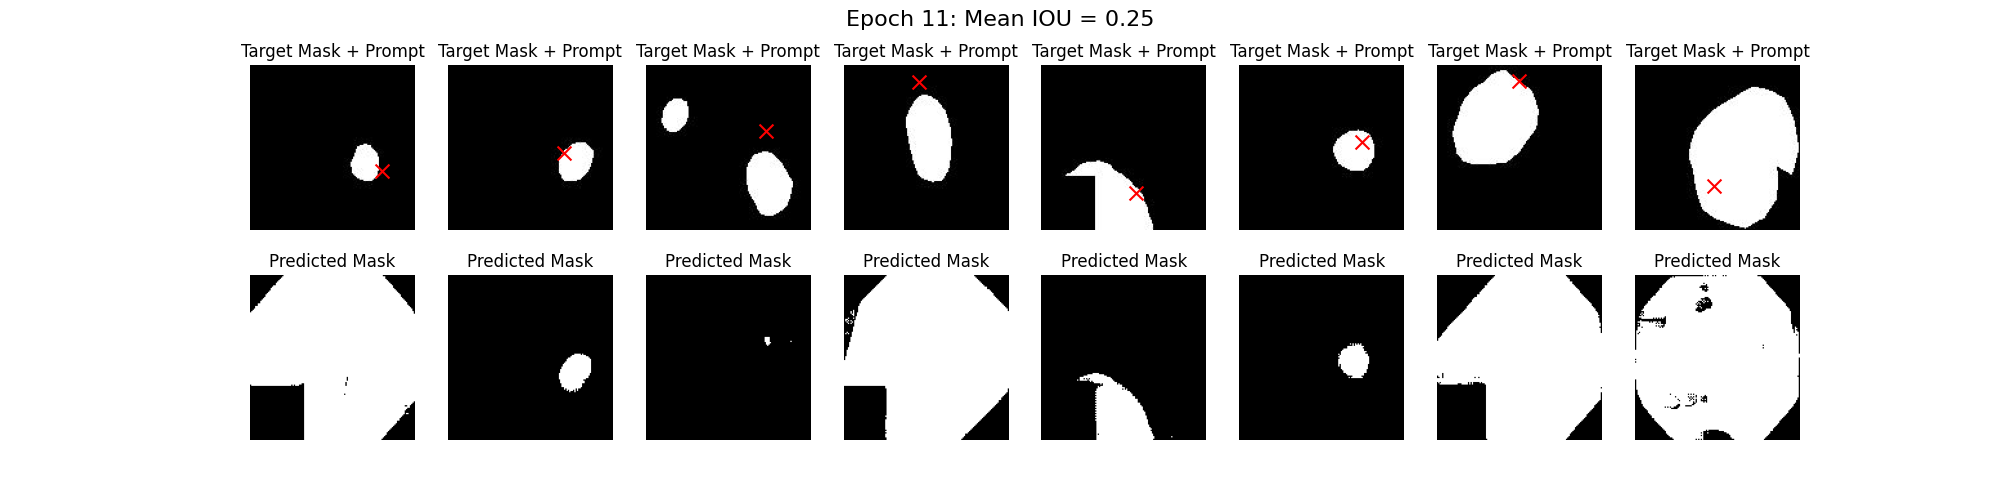 Epoch 11: Mean IOU = 0.25
Target Mask + Prompt Target Mask + Prompt Target Mask + Prompt Target Mask + Prompt Target Mask + Prompt Target Mask + Prompt Target Mask + Prompt Target Mask + Prompt
Predicted Mask Predicted Mask Predicted Mask Predicted Mask Predicted Mask Predicted Mask Predicted Mask Predicted Mask